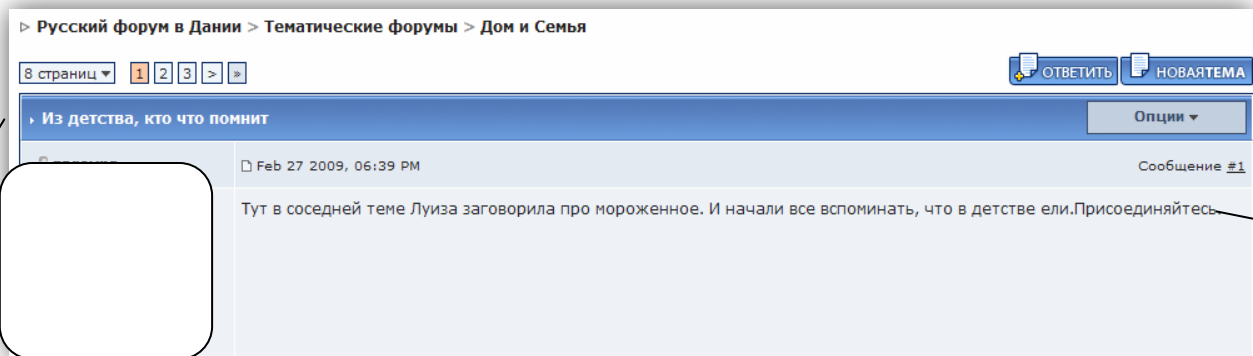 Русский форум в Дании > Тематические форумы > Дом и Семья
8 страниц 1 2 3 > »
ОТВЕТИТЬ НОВАЯТЕМА
Из детства, кто что помнит Опции
Feb 27 2009, 06:39 PM Сообщение #1
Тут в соседней теме Луиза заговорила про мороженное. И начали все вспоминать, что в детстве ели.Присоединяйтесь.